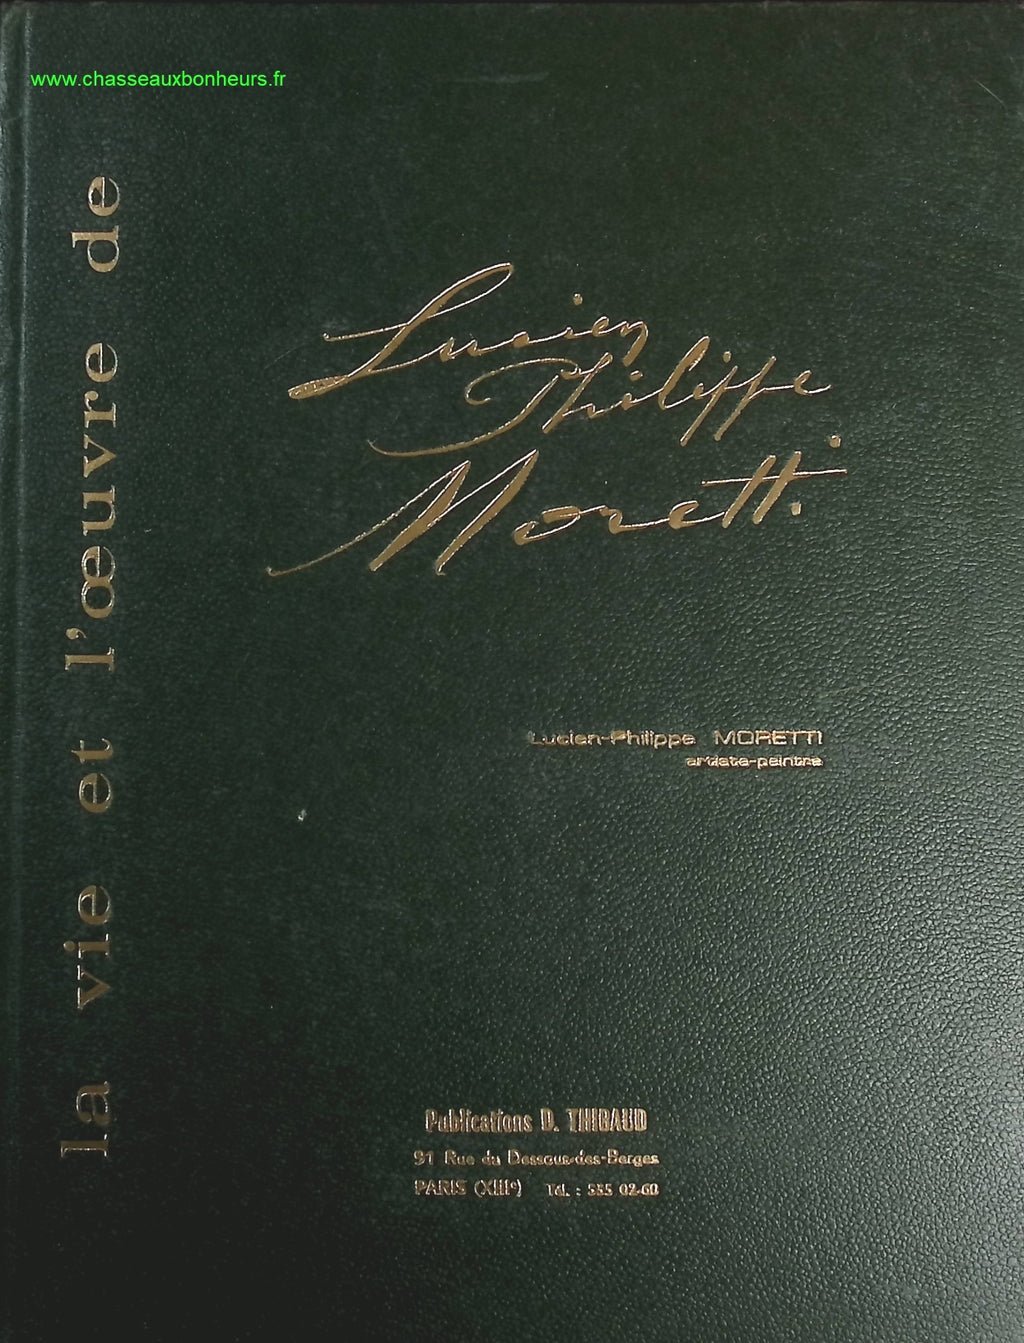 www.chasseauxbonheurs.fr
la vie et l'œuvre de
Lucien
Philippe
Moretti
Lucien-Philippe MORETTI
artiste-peintre
Publications D. THIBAUD
91 Rue du Dessous-des-Berges
PARIS (XIIIe) Tél. : 535 02-60